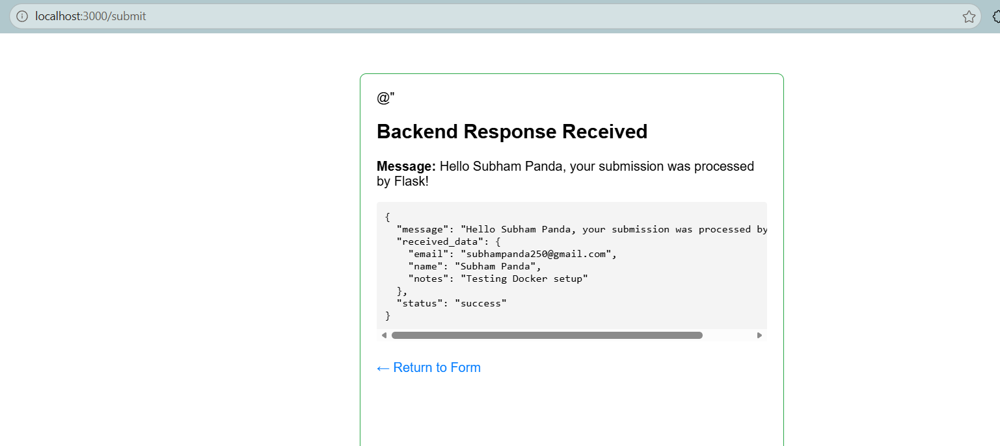 localhost:3000/submit
@"
Backend Response Received
Message: Hello Subham Panda, your submission was processed
by Flask!
{
  "message": "Hello Subham Panda, your submission was processed by
  "received_data": {
    "email": "subhampanda250@gmail.com",
    "name": "Subham Panda",
    "notes": "Testing Docker setup"
  },
  "status": "success"
}
← Return to Form